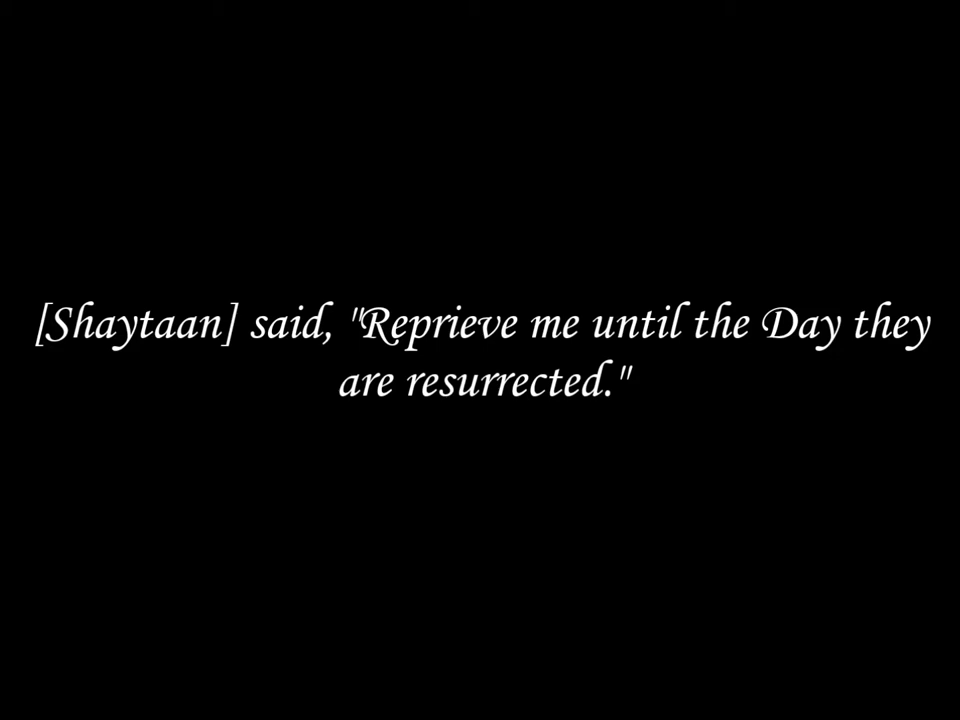 [Shaytaan] said, "Reprieve me until the Day they
are resurrected."